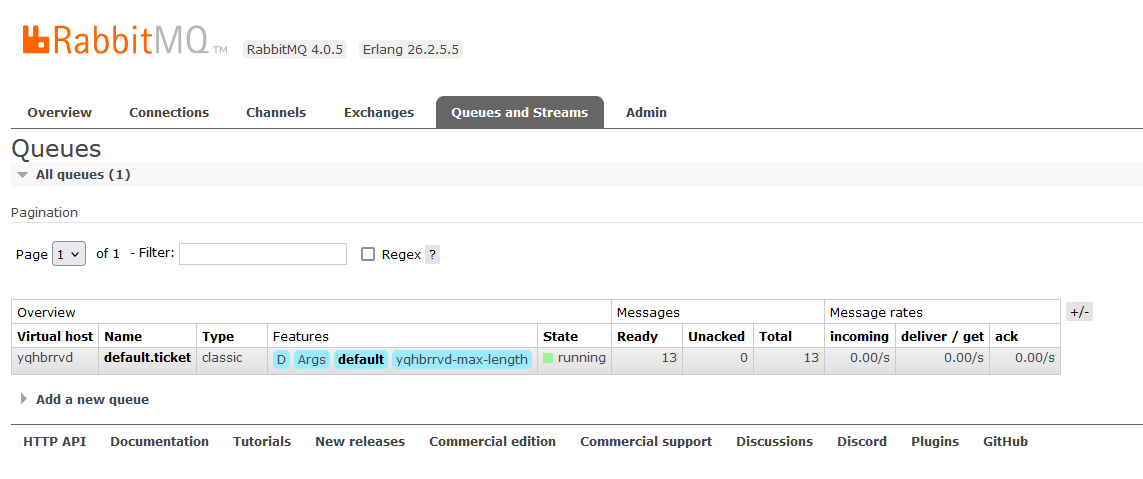 RabbitMQ TM RabbitMQ 4.0.5 Erlang 26.2.5.5
Overview Connections Channels Exchanges Queues and Streams Admin
Queues
All queues (1)
Pagination
Page 1 of 1 - Filter: Regex ?
Overview Messages Message rates +/-
Virtual host Name Type Features State Ready Unacked Total incoming deliver / get ack
yqhbrrvd default.ticket classic D Args default yqhbrrvd-max-length running 13 0 13 0.00/s 0.00/s 0.00/s
Add a new queue
HTTP API Documentation Tutorials New releases Commercial edition Commercial support Discussions Discord Plugins GitHub